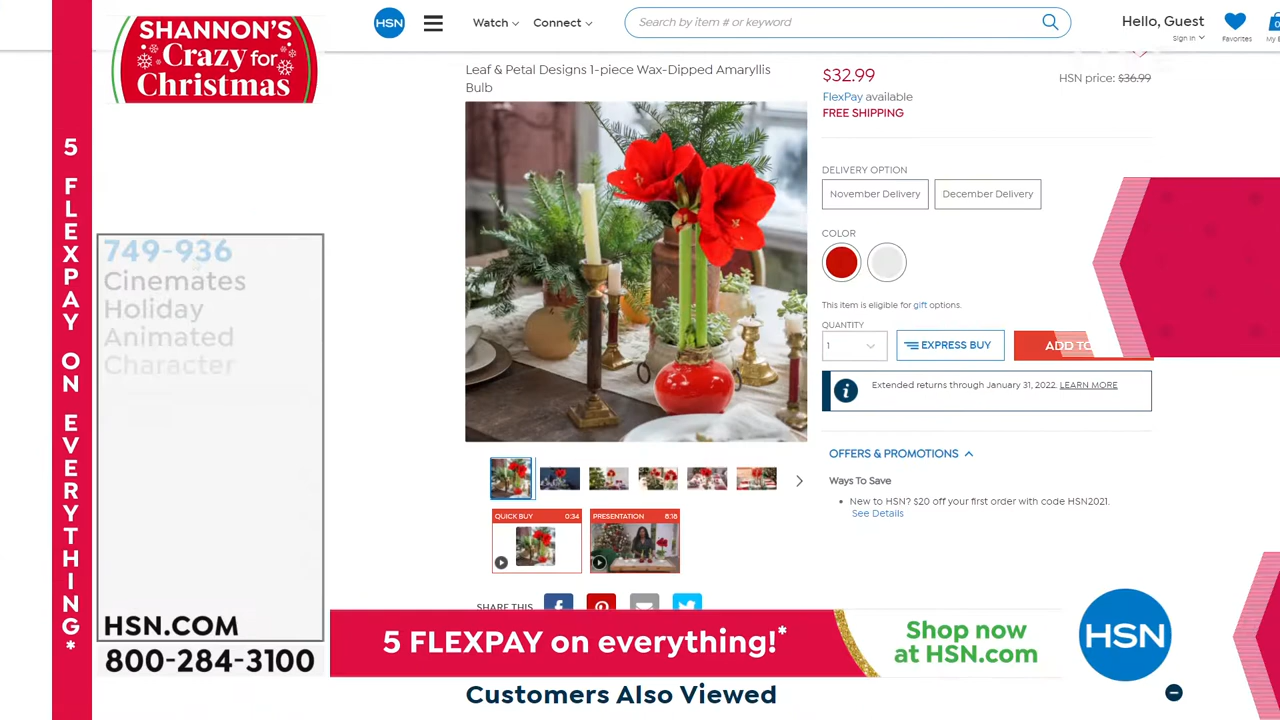 SHANNON'S
Crazy for
Christmas
5 FLEXPAY ON EVERYTHING*
749-936
Cinemates
Holiday
Animated
Character
HSN.COM
800-284-3100
HSN
Watch
Connect
Search by item # or keyword
Hello, Guest
Sign In
Favorites
0
Leaf & Petal Designs 1-piece Wax-Dipped Amaryllis
Bulb
$32.99
HSN price: $36.99
FlexPay available
FREE SHIPPING
DELIVERY OPTION
November Delivery
December Delivery
COLOR
This item is eligible for gift options.
QUANTITY
1
EXPRESS BUY
ADD TO
Extended returns through January 31, 2022. LEARN MORE
OFFERS & PROMOTIONS
Ways To Save
New to HSN? $20 off your first order with code HSN2021.
See Details
QUICK BUY 0:34
PRESENTATION 8:18
SHARE THIS
5 FLEXPAY on everything!*
Shop now
at HSN.com
HSN
Customers Also Viewed